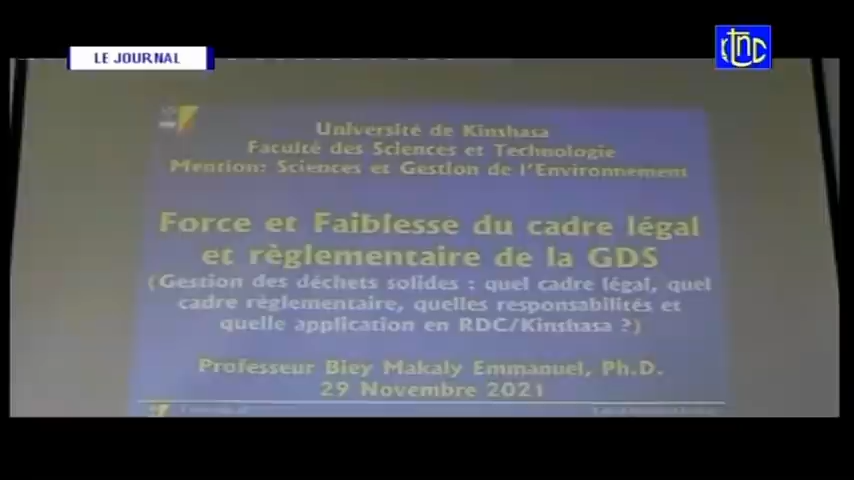 LE JOURNAL
rtnc
Université de Kinshasa
Faculté des Sciences et Technologie
Mention: Sciences et Gestion de l'Environnement
Force et Faiblesse du cadre légal
et règlementaire de la GDS
(Gestion des déchets solides : quel cadre légal, quel
cadre règlementaire, quelles responsabilités et
quelle application en RDC/Kinshasa ?)
Professeur Biey Makaly Emmanuel, Ph.D.
29 Novembre 2021